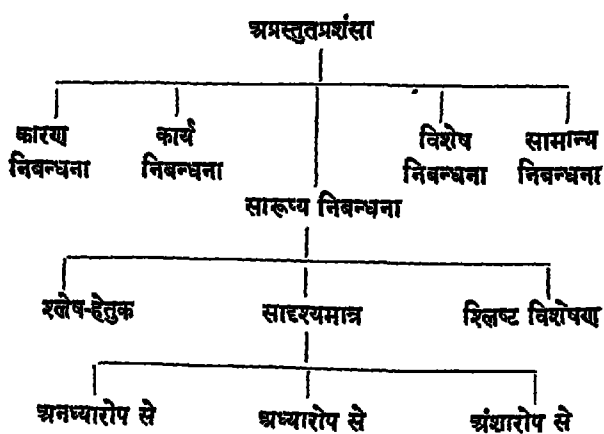 अप्रस्तुतप्रशंसा
कारण निबन्धना
कार्य निबन्धना
विशेष निबन्धना
सामान्य निबन्धना
सारूप्य निबन्धना
श्लेष-हेतुक
सादृश्यमात्र
श्लिष्ट विशेषण
अनध्यारोप से
अध्यारोप से
अंशारोप से